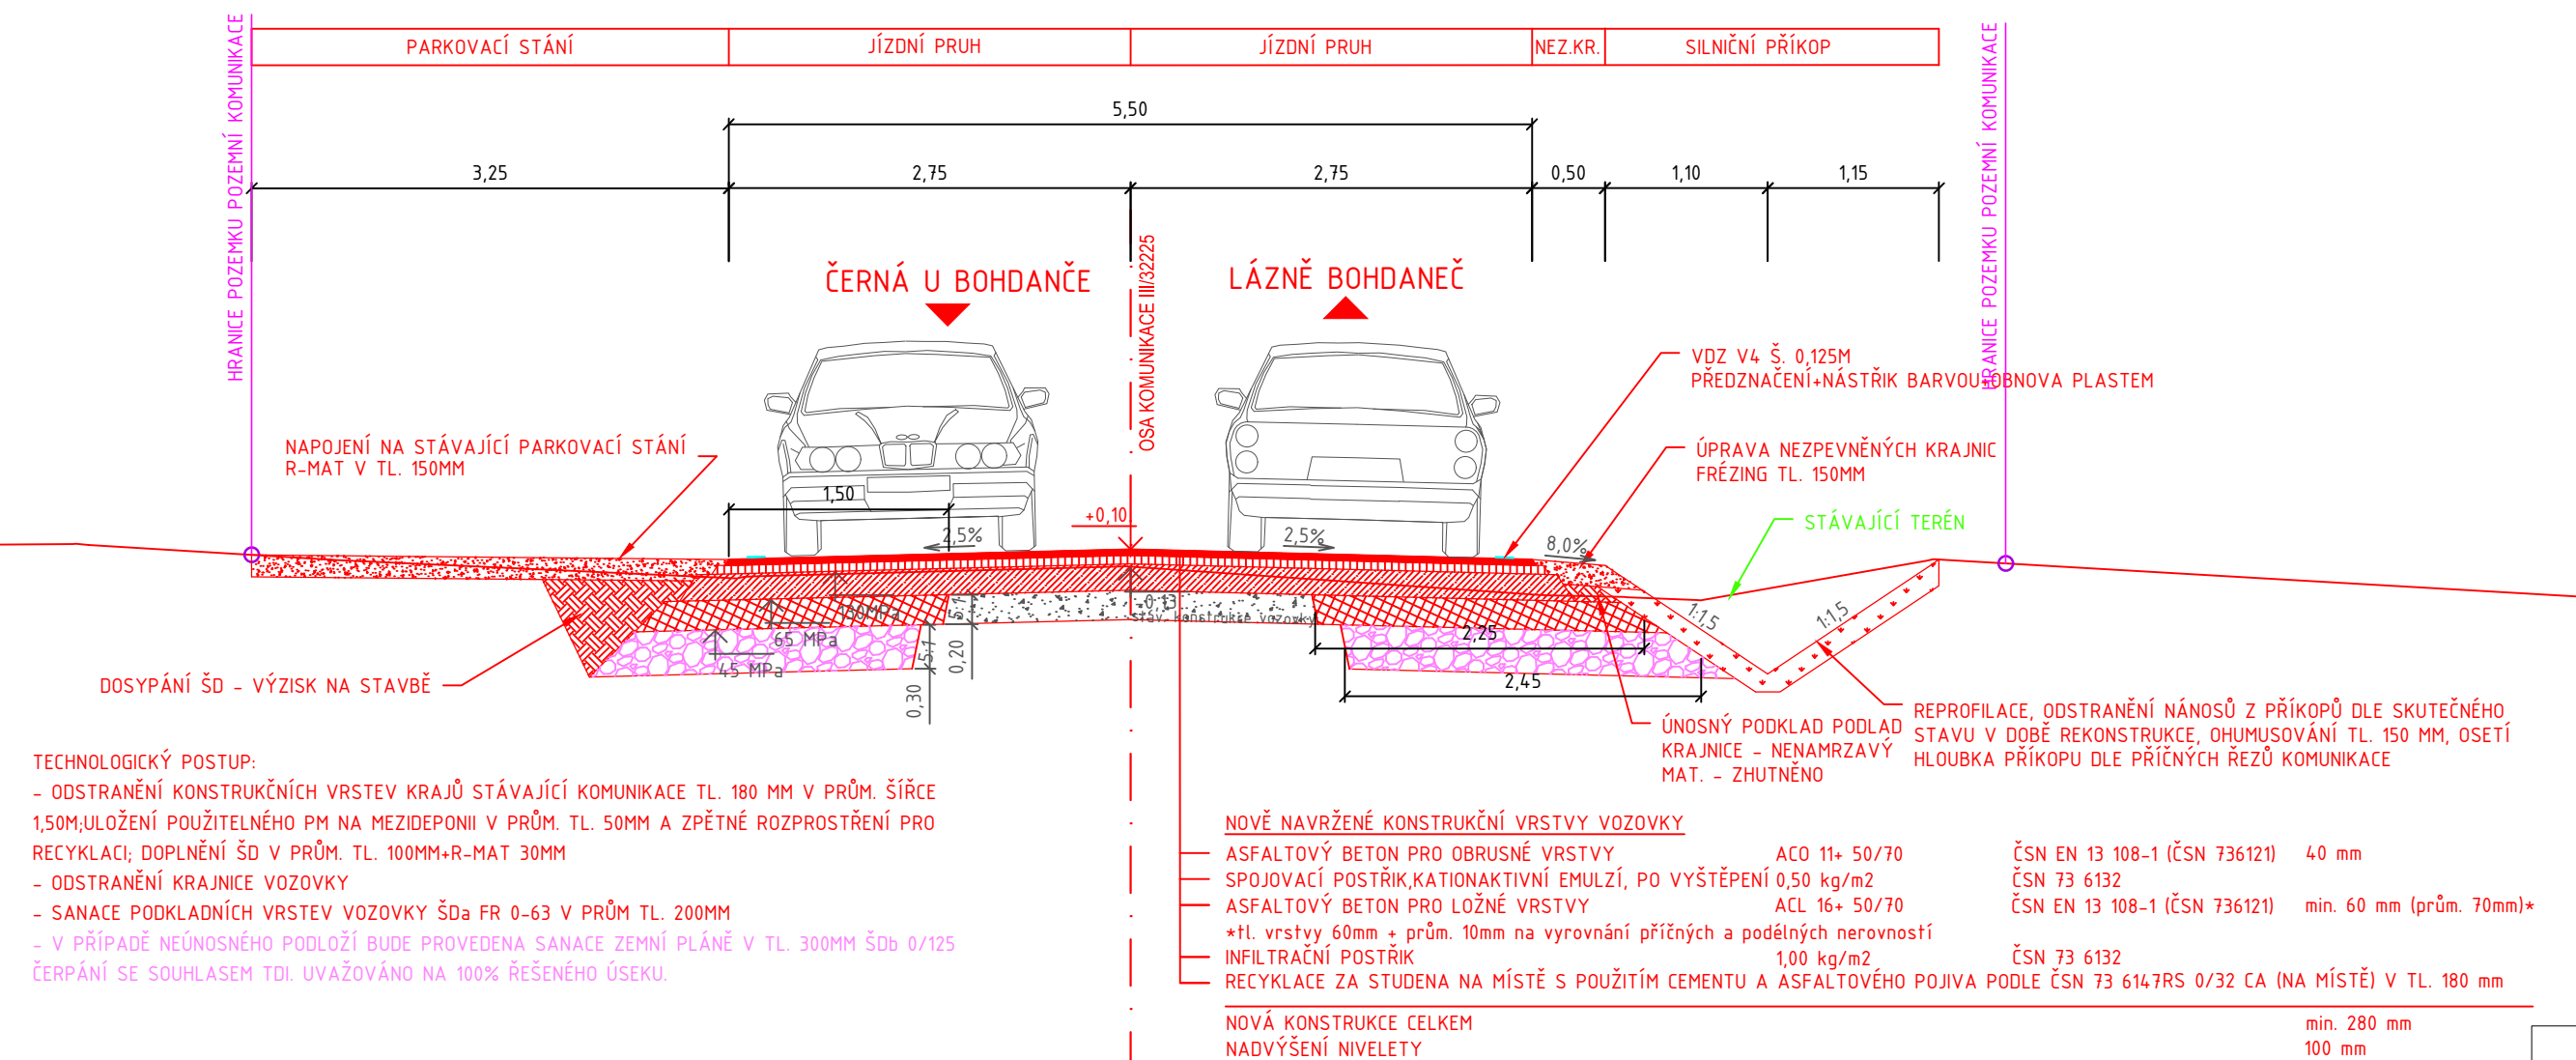 HRANICE POZEMKU POZEMNÍ KOMUNIKACE
PARKOVACÍ STÁNÍ
JÍZDNÍ PRUH
JÍZDNÍ PRUH
NEZ.KR.
SILNIČNÍ PŘÍKOP
HRANICE POZEMKU POZEMNÍ KOMUNIKACE
5,50
3,25
2,75
2,75
0,50
1,10
1,15
OSA KOMUNIKACE III/32225
ČERNÁ U BOHDANČE
LÁZNĚ BOHDANEČ
VDZ V4 Š. 0,125M
PŘEDZNAČENÍ+NÁSTŘIK BARVOU+OBNOVA PLASTEM
NAPOJENÍ NA STÁVAJÍCÍ PARKOVACÍ STÁNÍ
R-MAT V TL. 150MM
ÚPRAVA NEZPEVNĚNÝCH KRAJNIC
FRÉZING TL. 150MM
1,50
+0,10
STÁVAJÍCÍ TERÉN
2,5%
2,5%
8,0%
-0,13
130MPa
5:1
stáv. konstrukce vozovky
1:1,5
1:1,5
65 MPa
2,25
45 MPa
5:1
0,20
0,30
2,45
DOSYPÁNÍ ŠD - VÝZISK NA STAVBĚ
ÚNOSNÝ PODKLAD PODLAD
KRAJNICE - NENAMRZAVÝ
MAT. - ZHUTNĚNO
REPROFILACE, ODSTRANĚNÍ NÁNOSŮ Z PŘÍKOPŮ DLE SKUTEČNÉHO
STAVU V DOBĚ REKONSTRUKCE, OHUMUSOVÁNÍ TL. 150 MM, OSETÍ
HLOUBKA PŘÍKOPU DLE PŘÍČNÝCH ŘEZŮ KOMUNIKACE
TECHNOLOGICKÝ POSTUP:
- ODSTRANĚNÍ KONSTRUKČNÍCH VRSTEV KRAJŮ STÁVAJÍCÍ KOMUNIKACE TL. 180 MM V PRŮM. ŠÍŘCE
1,50M;ULOŽENÍ POUŽITELNÉHO PM NA MEZIDEPONII V PRŮM. TL. 50MM A ZPĚTNÉ ROZPROSTŘENÍ PRO
RECYKLACI; DOPLNĚNÍ ŠD V PRŮM. TL. 100MM+R-MAT 30MM
- ODSTRANĚNÍ KRAJNICE VOZOVKY
- SANACE PODKLADNÍCH VRSTEV VOZOVKY ŠDa FR 0-63 V PRŮM TL. 200MM
- V PŘÍPADĚ NEÚNOSNÉHO PODLOŽÍ BUDE PROVEDENA SANACE ZEMNÍ PLÁNĚ V TL. 300MM ŠDb 0/125
ČERPÁNÍ SE SOUHLASEM TDI. UVAŽOVÁNO NA 100% ŘEŠENÉHO ÚSEKU.
NOVĚ NAVRŽENÉ KONSTRUKČNÍ VRSTVY VOZOVKY
ASFALTOVÝ BETON PRO OBRUSNÉ VRSTVY ACO 11+ 50/70 ČSN EN 13 108-1 (ČSN 736121) 40 mm
SPOJOVACÍ POSTŘIK,KATIONAKTIVNÍ EMULZÍ, PO VYŠTĚPENÍ 0,50 kg/m2 ČSN 73 6132
ASFALTOVÝ BETON PRO LOŽNÉ VRSTVY ACL 16+ 50/70 ČSN EN 13 108-1 (ČSN 736121) min. 60 mm (prům. 70mm)*
*tl. vrstvy 60mm + prům. 10mm na vyrovnání příčných a podélných nerovností
INFILTRAČNÍ POSTŘIK 1,00 kg/m2 ČSN 73 6132
RECYKLACE ZA STUDENA NA MÍSTĚ S POUŽITÍM CEMENTU A ASFALTOVÉHO POJIVA PODLE ČSN 73 6147RS 0/32 CA (NA MÍSTĚ) V TL. 180 mm
NOVÁ KONSTRUKCE CELKEM min. 280 mm
NADVÝŠENÍ NIVELETY 100 mm